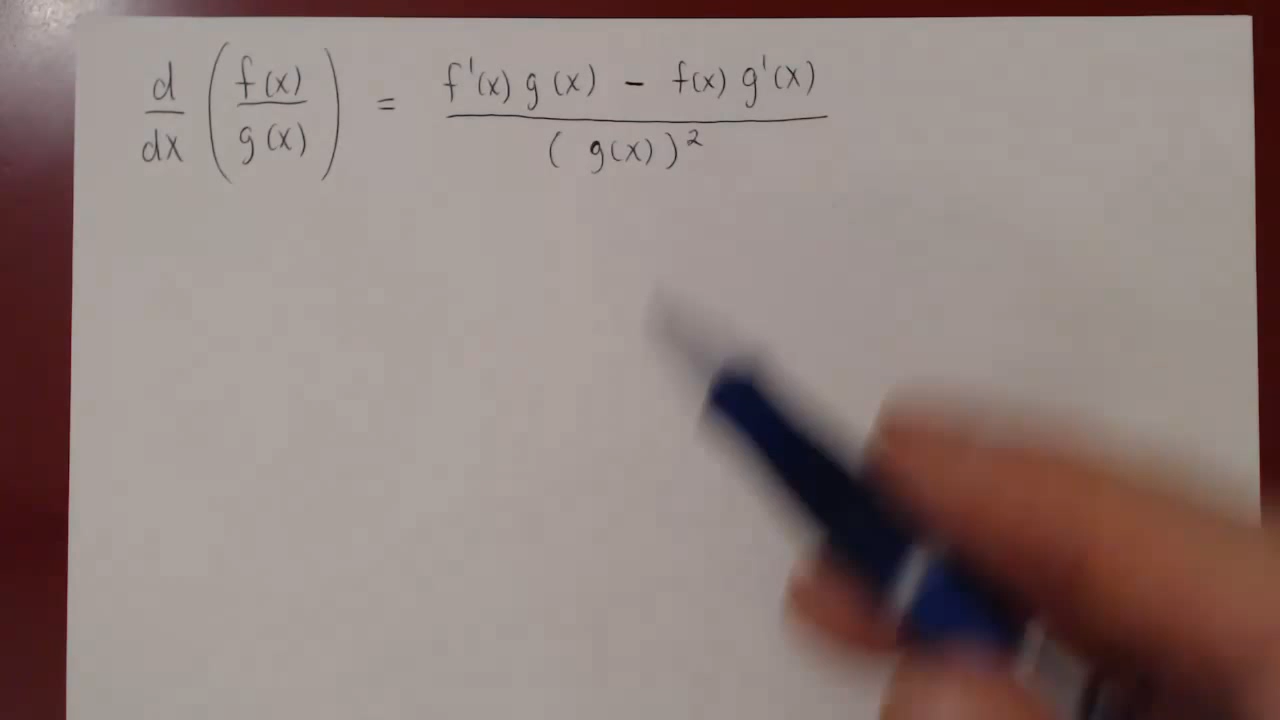 d/dx ( f(x)/g(x) ) = f'(x) g(x) - f(x) g'(x) / ( g(x) )²